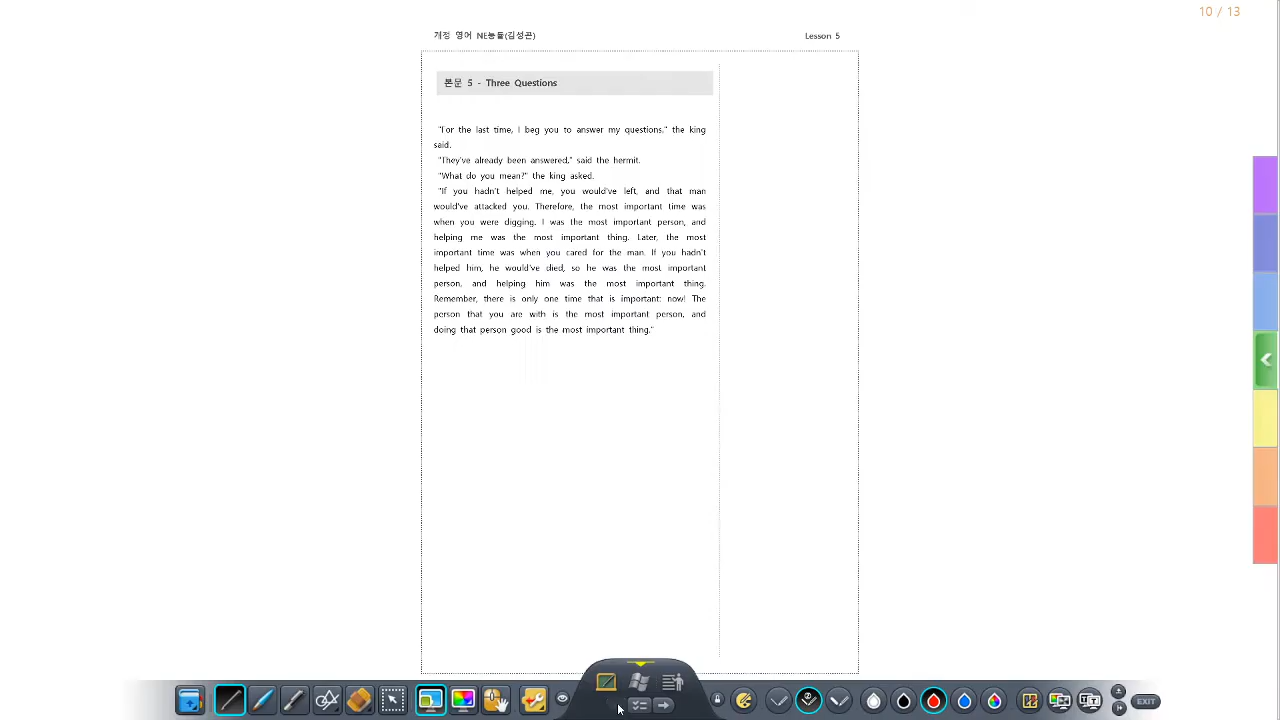 10 / 13
개정 영어 NE능률(김성곤)
Lesson 5
본문 5 - Three Questions
"For the last time, I beg you to answer my questions," the king
said.
"They've already been answered," said the hermit.
"What do you mean?" the king asked.
"If you hadn't helped me, you would've left, and that man
would've attacked you. Therefore, the most important time was
when you were digging. I was the most important person, and
helping me was the most important thing. Later, the most
important time was when you cared for the man. If you hadn't
helped him, he would've died, so he was the most important
person, and helping him was the most important thing.
Remember, there is only one time that is important: now! The
person that you are with is the most important person, and
doing that person good is the most important thing."
EXIT